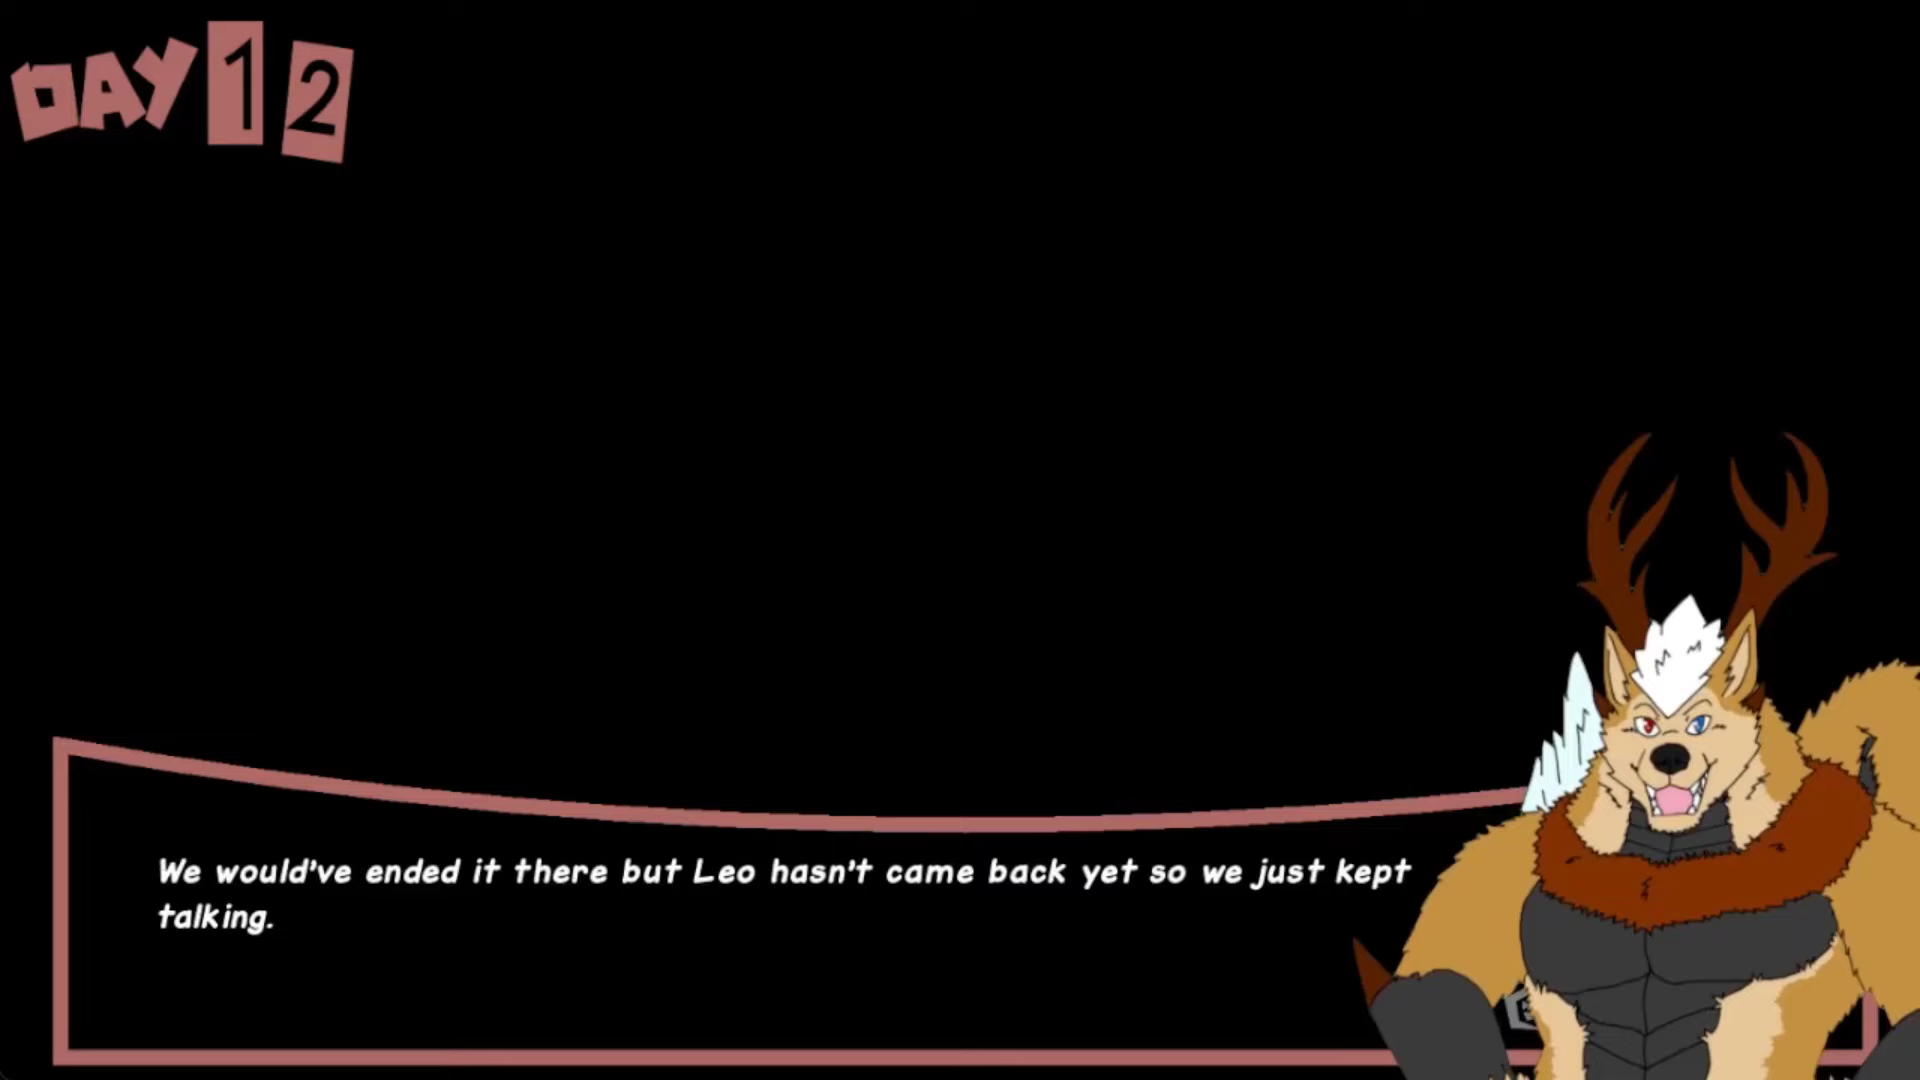 DAY 12
We would've ended it there but Leo hasn't came back yet so we just kept
talking.